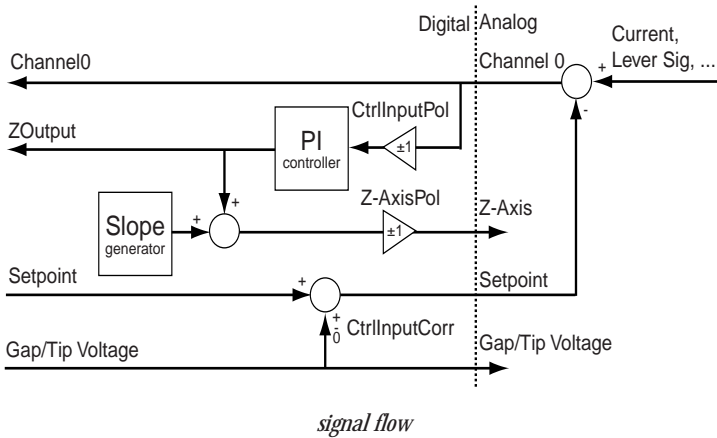 Digital Analog
Current,
Lever Sig, ...
Channel0
Channel 0
+
-
CtrlInputPol
ZOutput
PI
controller
±1
+
Z-AxisPol
Z-Axis
Slope
generator
+
±1
Setpoint
+
Setpoint
+
-
0
CtrlInputCorr
Gap/Tip Voltage
Gap/Tip Voltage
signal flow